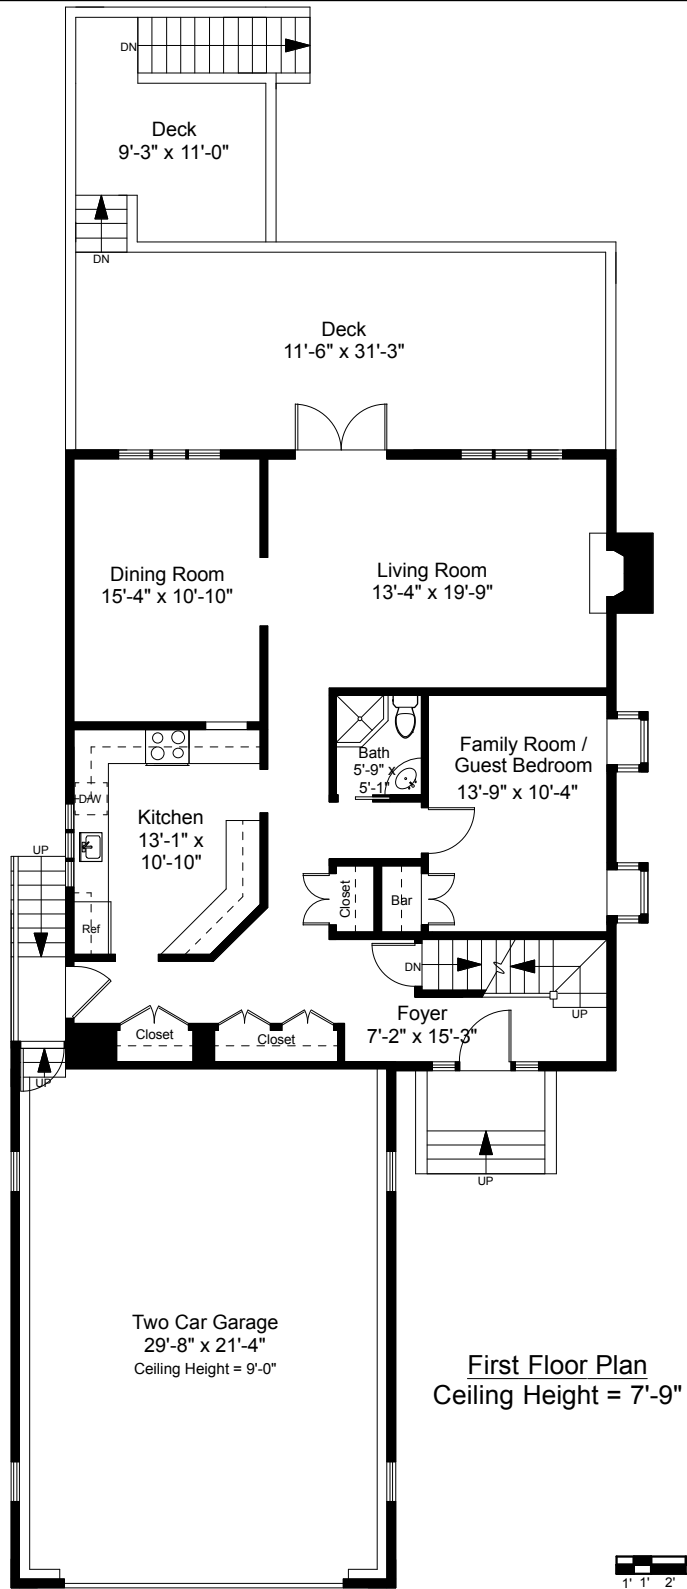 DN
Deck
9'-3" x 11'-0"
DN
Deck
11'-6" x 31'-3"
Dining Room
15'-4" x 10'-10"
Living Room
13'-4" x 19'-9"
Bath
5'-9" x
5'-1"
Family Room /
Guest Bedroom
13'-9" x 10'-4"
D/W
Kitchen
13'-1" x
10'-10"
UP
Ref
Closet
Bar
DN
UP
Foyer
7'-2" x 15'-3"
Closet
Closet
UP
UP
Two Car Garage
29'-8" x 21'-4"
Ceiling Height = 9'-0"
First Floor Plan
Ceiling Height = 7'-9"
1' 1' 2'